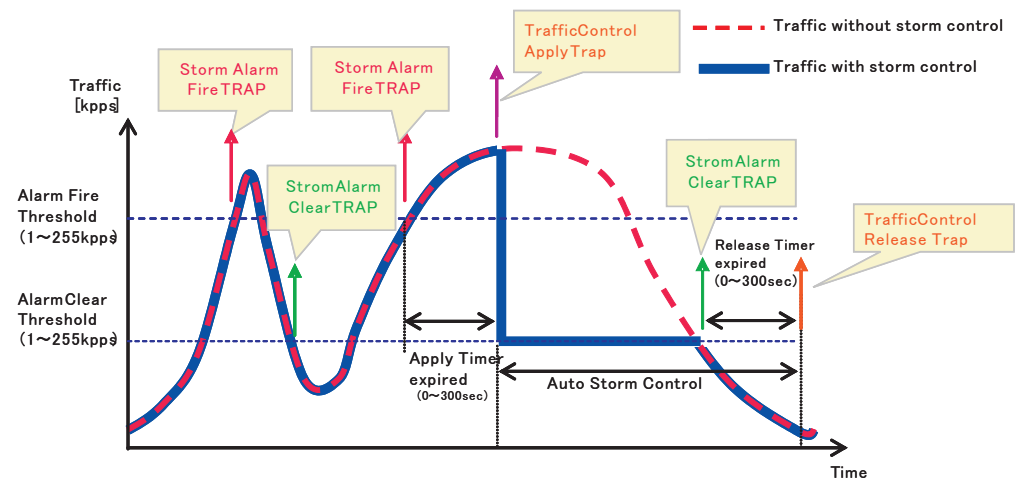 TrafficControl
ApplyTrap
Traffic without storm control
Traffic with storm control
Storm Alarm
FireTRAP
Storm Alarm
FireTRAP
Traffic
[kpps]
StromAlarm
ClearTRAP
StromAlarm
ClearTRAP
Alarm Fire
Threshold
(1～255kpps)
TrafficControl
Release Trap
Release Timer
expired
(0～300sec)
AlarmClear
Threshold
(1～255kpps)
Apply Timer
expired
(0～300sec)
Auto Storm Control
Time